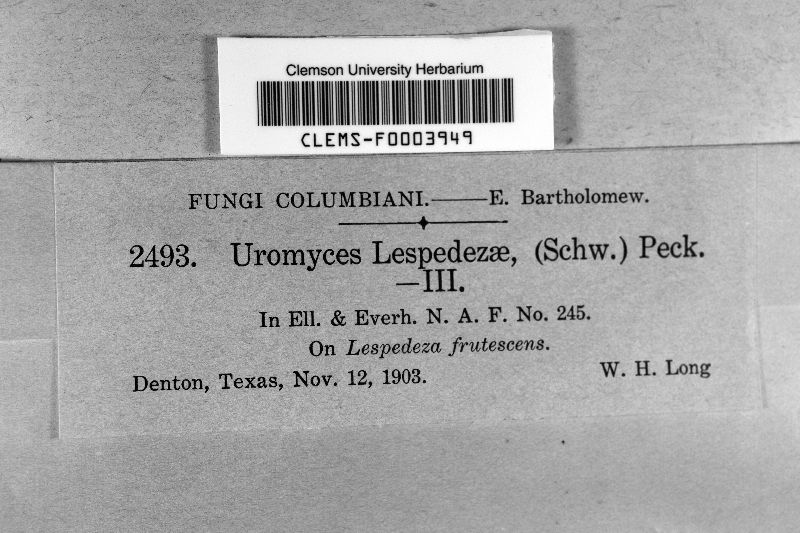 Clemson University Herbarium
CLEMS-F0003949
FUNGI COLUMBIANI.——E. Bartholomew.
2493. Uromyces Lespedezæ, (Schw.) Peck.
—III.
In Ell. & Everh. N. A. F. No. 245.
On Lespedeza frutescens.
Denton, Texas, Nov. 12, 1903. W. H. Long